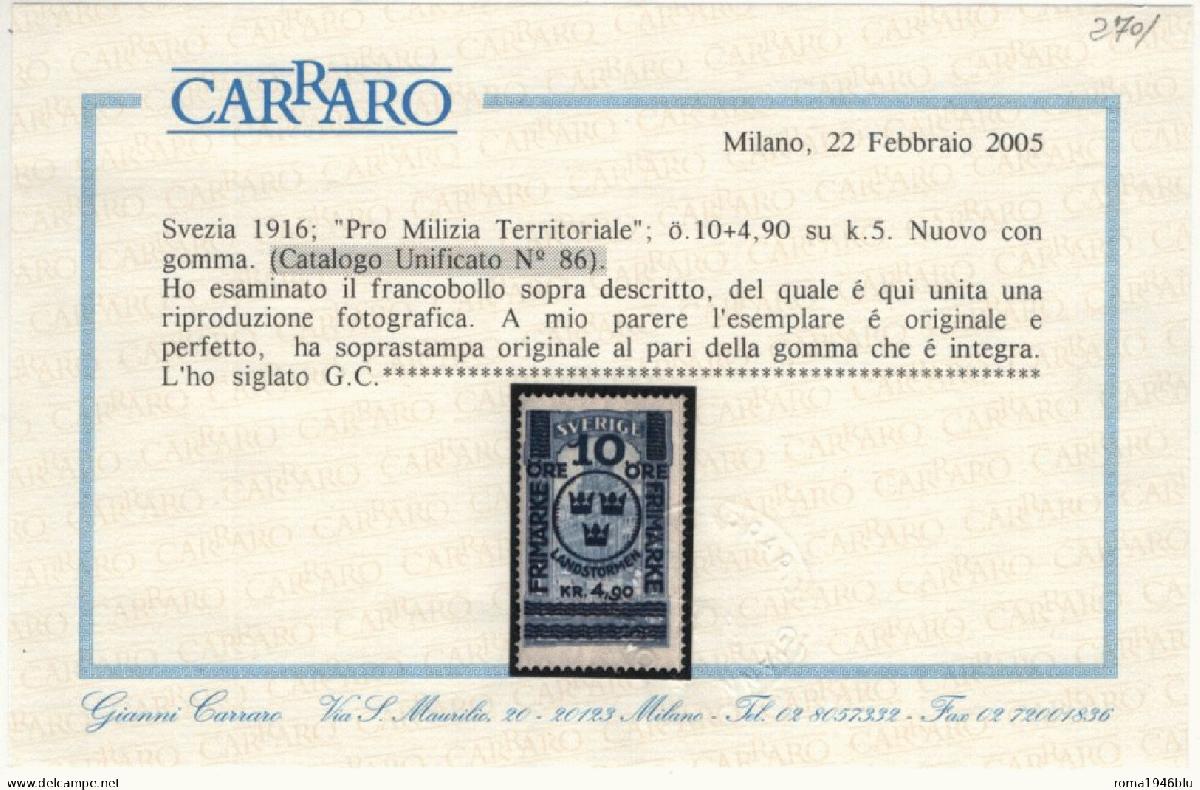 270/
CARRARO
Milano, 22 Febbraio 2005
Svezia 1916; "Pro Milizia Territoriale"; ö.10+4,90 su k.5. Nuovo con
gomma. (Catalogo Unificato Nº 86).
Ho esaminato il francobollo sopra descritto, del quale é qui unita una
riproduzione fotografica. A mio parere l'esemplare é originale e
perfetto, ha soprastampa originale al pari della gomma che é integra.
L'ho siglato G.C.*******************************************************
SVERIGE
10
ÖRE ÖRE
FRIMÄRKE FRIMÄRKE
LANDSTORMEN
KR. 4,90
Gianni Carraro Via S. Maurilio, 20 - 20123 Milano - Tel. 02 8057332 - Fax 02 72001836
www.delcampe.net
roma1946blu